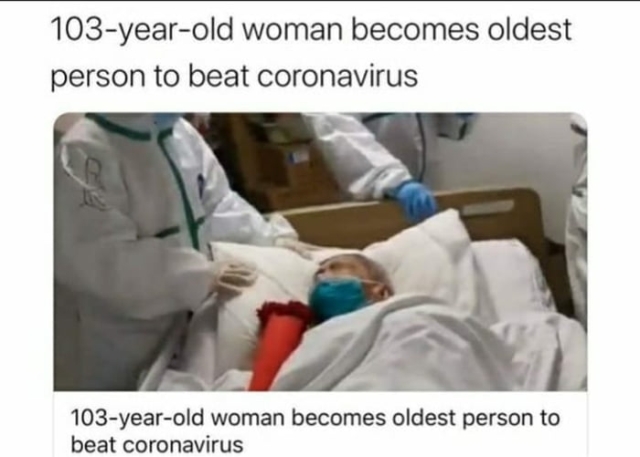 103-year-old woman becomes oldest
person to beat coronavirus
103-year-old woman becomes oldest person to
beat coronavirus